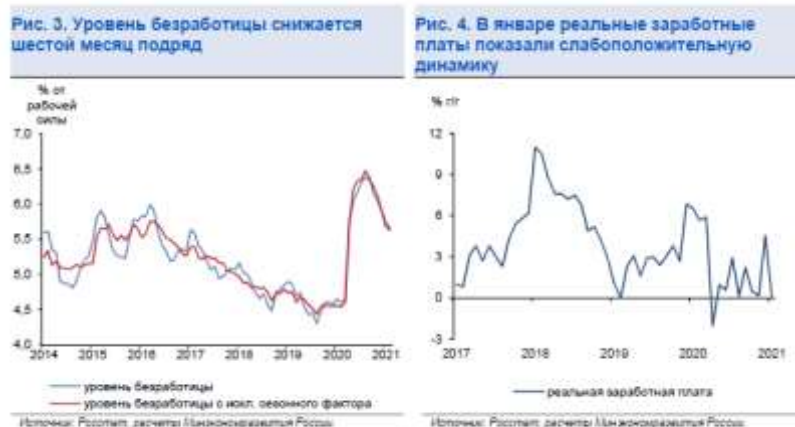 Рис. 3. Уровень безработицы снижается
шестой месяц подряд
% от
рабочей
силы
7,0
6,5
6,0
5,5
5,0
4,5
4,0
2014 2015 2016 2017 2018 2019 2020 2021
уровень безработицы
уровень безработицы с искл. сезонного фактора
Источник: Росстат, расчеты Минэкономразвития России
Рис. 4. В январе реальные заработные
платы показали слабоположительную
динамику
% г/г
12
9
6
3
0
-3
2017 2018 2019 2020 2021
реальная заработная плата
Источник: Росстат, расчеты Минэкономразвития России